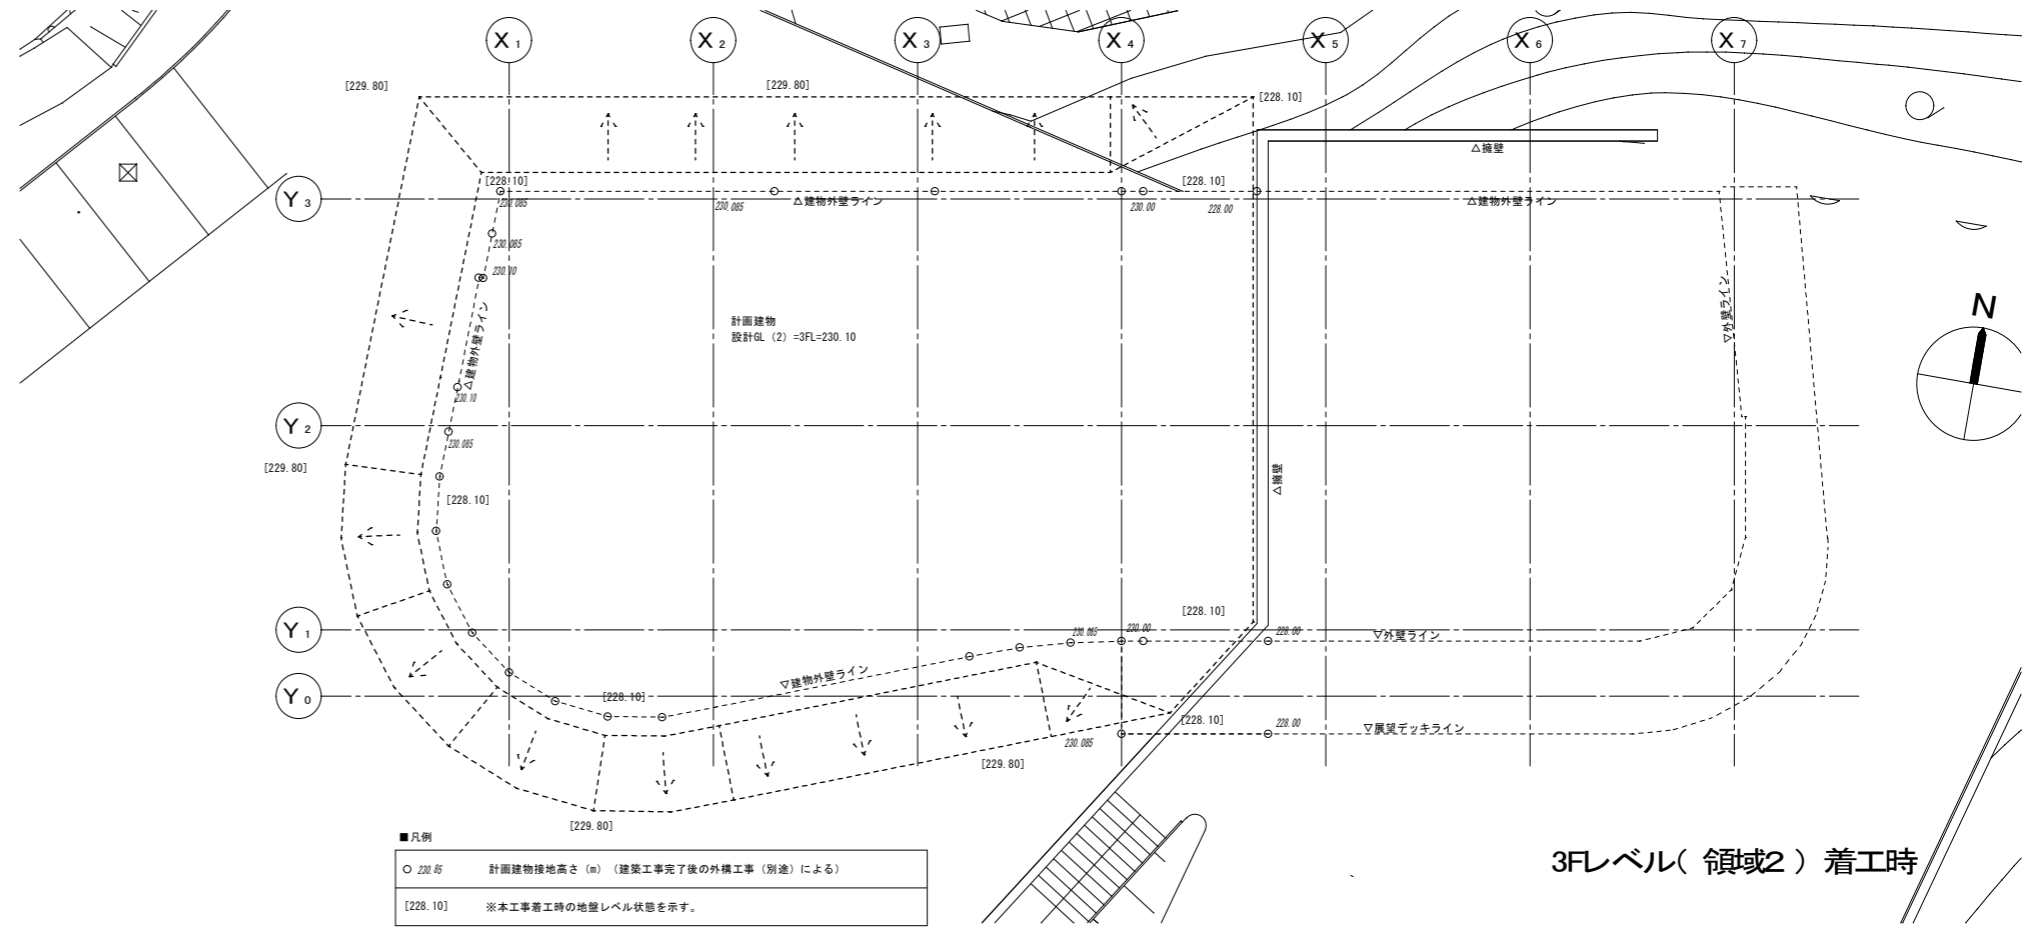 X1
X2
X3
X4
X5
X6
X7
[229.80]
[229.80]
[228.10]
△擁壁
[228.10]
[228.10]
Y3
230.085
230.085
△建物外壁ライン
230.00
228.00
△建物外壁ライン
230.085
230.10
▽外壁ライン
N
計画建物
設計GL（2）=3FL=230.10
△建物外壁ライン
230.10
Y2
230.085
[229.80]
[228.10]
△擁壁
[228.10]
Y1
230.085
230.00
228.00
▽外壁ライン
▽建物外壁ライン
Y0
[228.10]
[228.10]
228.00
▽展望デッキライン
230.085
[229.80]
[229.80]
■凡例
○ 230.85 計画建物接地高さ（m）（建築工事完了後の外構工事（別途）による）
[228.10] ※本工事着工時の地盤レベル状態を示す。
3Fレベル( 領域2 ) 着工時